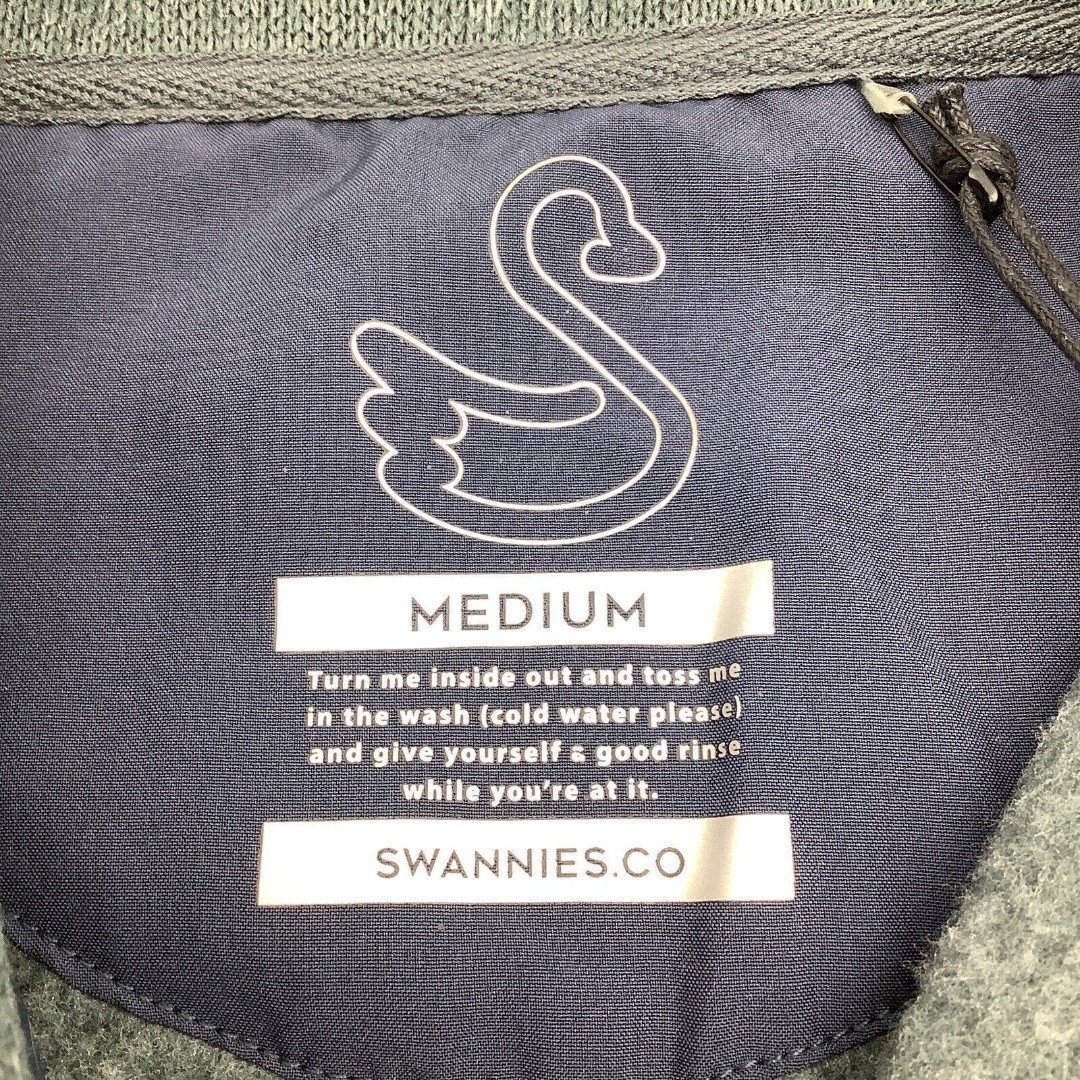 MEDIUM
Turn me inside out and toss me
in the wash (cold water please)
and give yourself a good rinse
while you're at it.
SWANNIES.CO